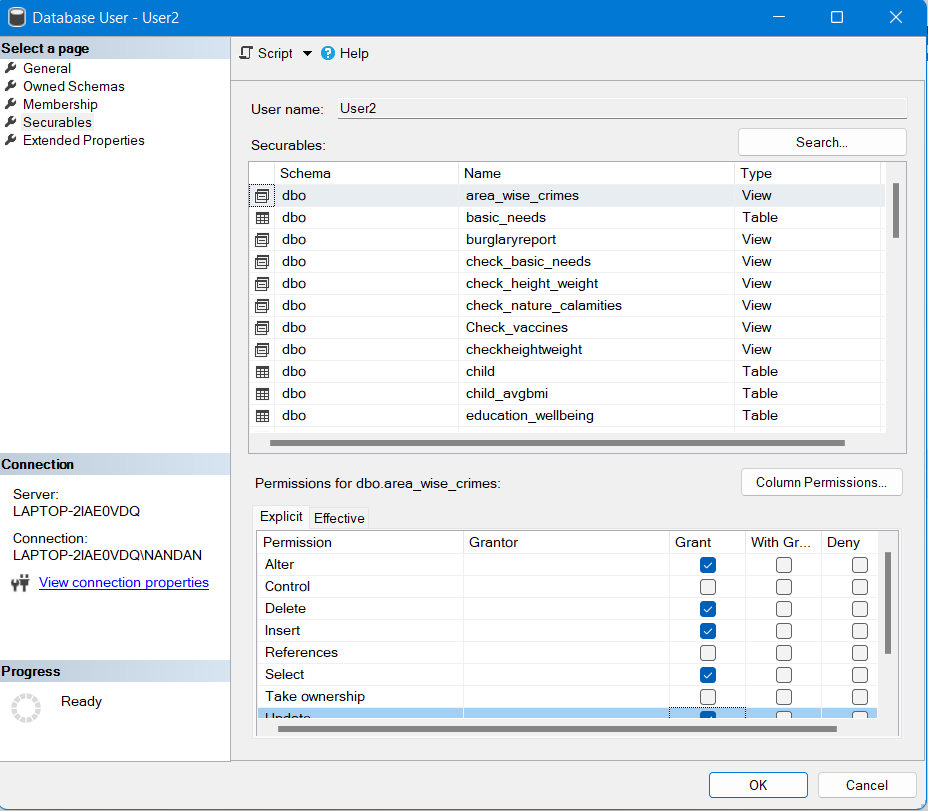 Database User - User2
Select a page
General
Owned Schemas
Membership
Securables
Extended Properties
Script
Help
User name: User2
Securables:
Search...
Schema Name Type
dbo area_wise_crimes View
dbo basic_needs Table
dbo burglaryreport View
dbo check_basic_needs View
dbo check_height_weight View
dbo check_nature_calamities View
dbo Check_vaccines View
dbo checkheightweight View
dbo child Table
dbo child_avgbmi Table
dbo education_wellbeing Table
Connection
Server:
LAPTOP-2IAE0VDQ
Connection:
LAPTOP-2IAE0VDQ\NANDAN
View connection properties
Progress
Ready
Permissions for dbo.area_wise_crimes:
Column Permissions...
Explicit Effective
Permission Grantor Grant With Gr... Deny
Alter
Control
Delete
Insert
References
Select
Take ownership
Update
OK Cancel